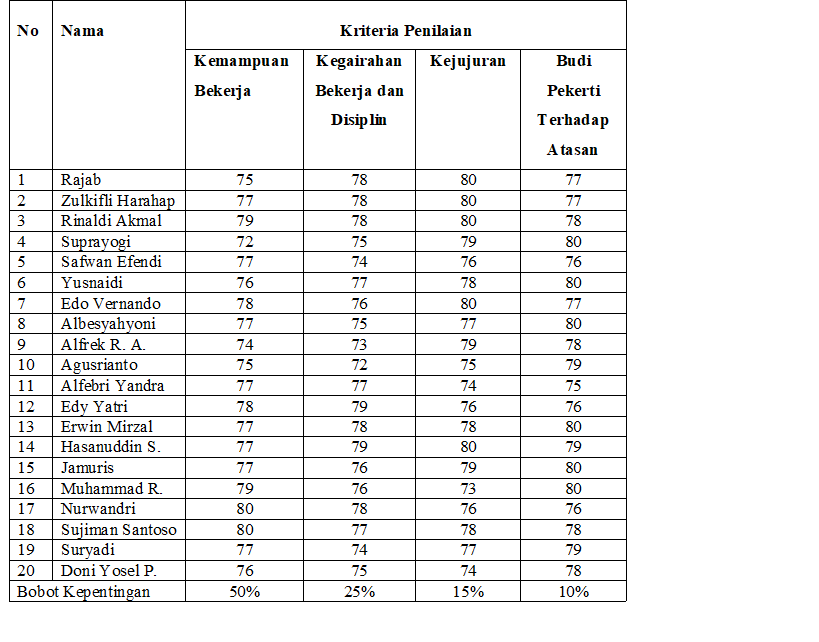 No Nama Kriteria Penilaian
Kemampuan Kegairahan Kejujuran Budi
Bekerja Bekerja dan Pekerti
Disiplin Terhadap
Atasan
1 Rajab 75 78 80 77
2 Zulkifli Harahap 77 78 80 77
3 Rinaldi Akmal 79 78 80 78
4 Suprayogi 72 75 79 80
5 Safwan Efendi 77 74 76 76
6 Yusnaidi 76 77 78 80
7 Edo Vernando 78 76 80 77
8 Albesyahyoni 77 75 77 80
9 Alfrek R. A. 74 73 79 78
10 Agusrianto 75 72 75 79
11 Alfebri Yandra 77 77 74 75
12 Edy Yatri 78 79 76 76
13 Erwin Mirzal 77 78 78 80
14 Hasanuddin S. 77 79 80 79
15 Jamuris 77 76 79 80
16 Muhammad R. 79 76 73 80
17 Nurwandri 80 78 76 76
18 Sujiman Santoso 80 77 78 78
19 Suryadi 77 74 77 79
20 Doni Yosel P. 76 75 74 78
Bobot Kepentingan 50% 25% 15% 10%